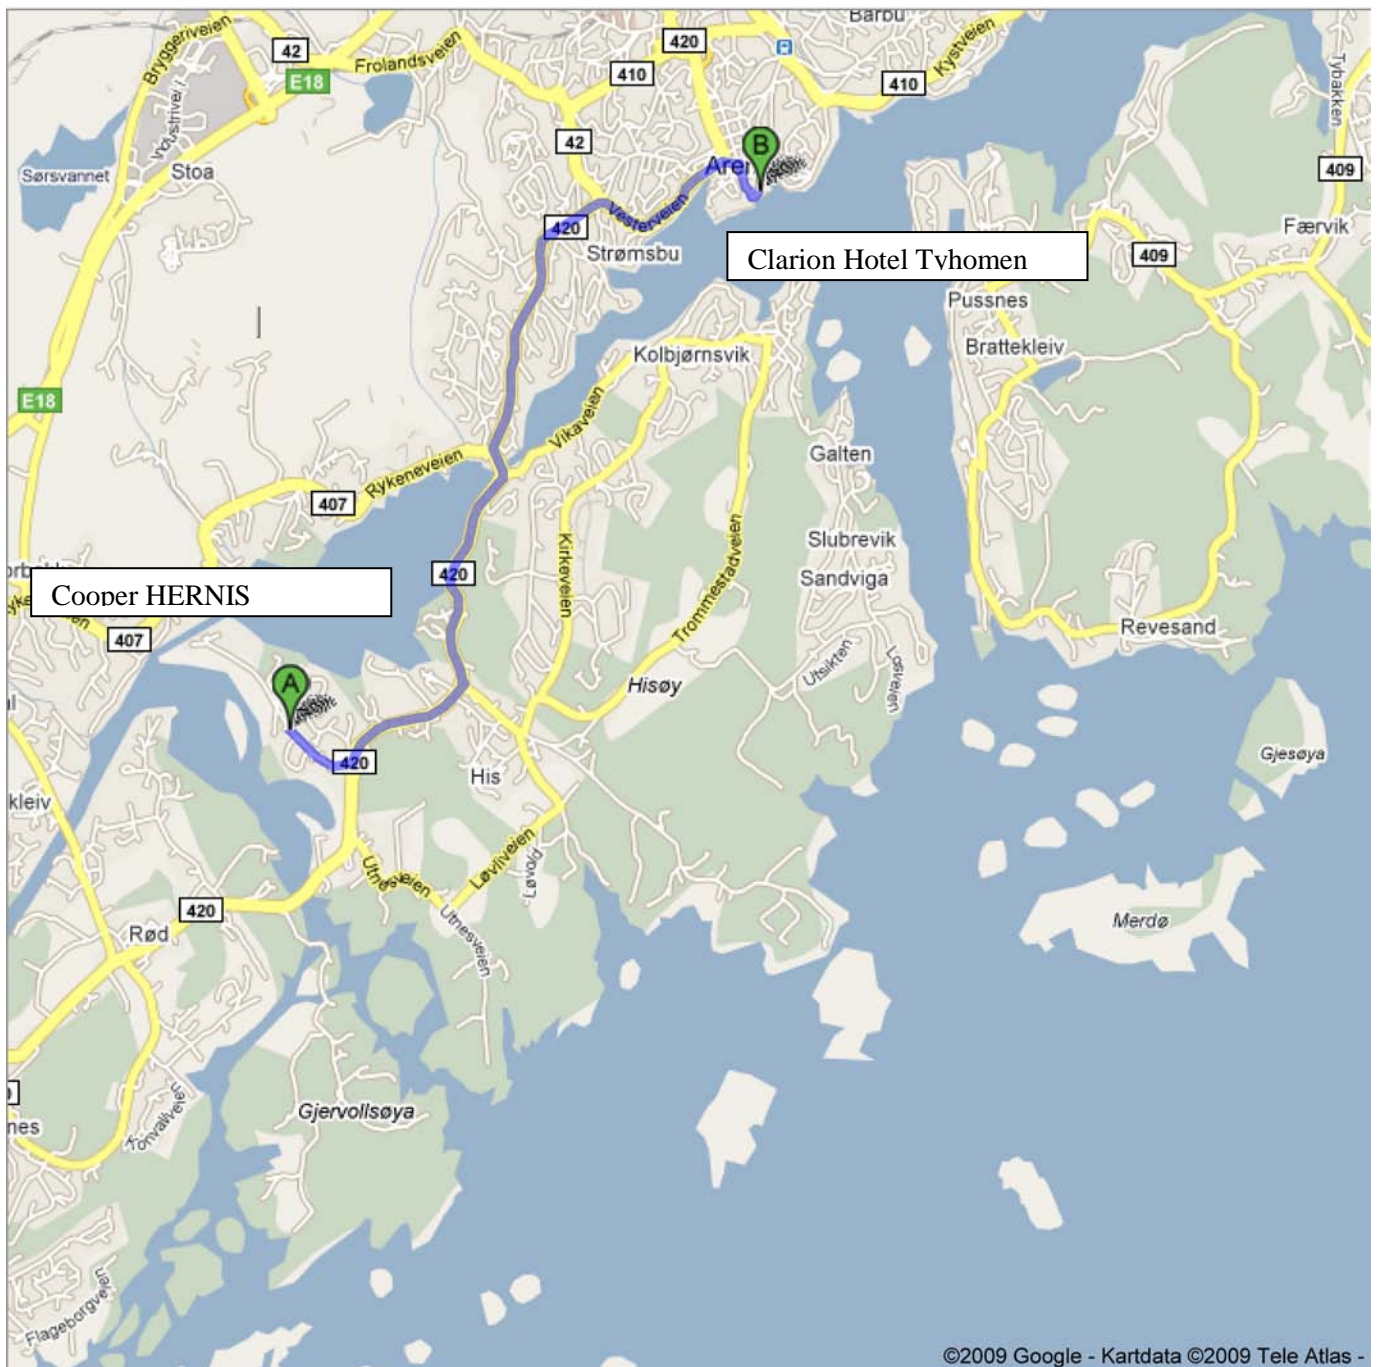 Barbu
Bryggeriveien
42
Frolandsveien
420
410
Kystveien
410
E18
Tybakken
Industrivei
42
Sørsvannet
Stoa
B
Aren
409
Vesterveien
420
Strømsbu
Færvik
409
Clarion Hotel Tyhomen
Pussnes
Kolbjørnsvik
Brattekleiv
E18
Vikaveien
Rykeneveien
Galten
407
Kirkeveien
Trommestadveien
Slubrevik
420
Sandviga
Cooper HERNIS
407
Revesand
Utsikten
Losveien
A
Hisøy
420
His
Gjesøya
kleiv
Utnesveien
Løvliveien
Løvold
420
Rød
Utnesveien
Merdø
Gjervollsøya
nes
Flageborgveien
©2009 Google - Kartdata ©2009 Tele Atlas -